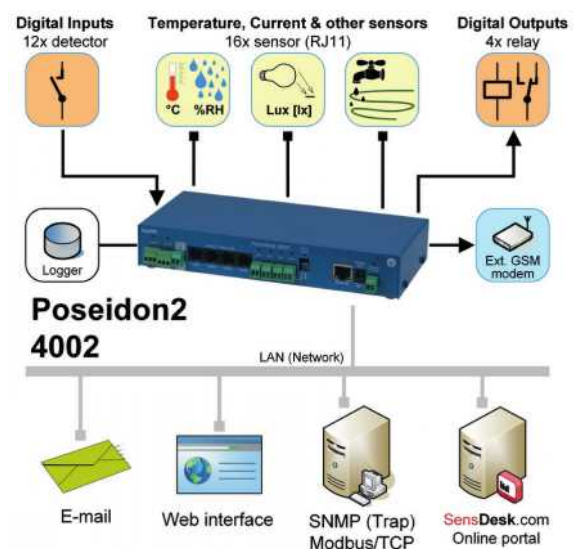 Digital Inputs
12x detector
Temperature, Current & other sensors
16x sensor (RJ11)
Digital Outputs
4x relay
°C %RH
Lux [lx]
Logger
Ext. GSM
modem
Poseidon2
4002
LAN (Network)
E-mail
Web interface
SNMP (Trap)
Modbus/TCP
SensDesk.com
Online portal